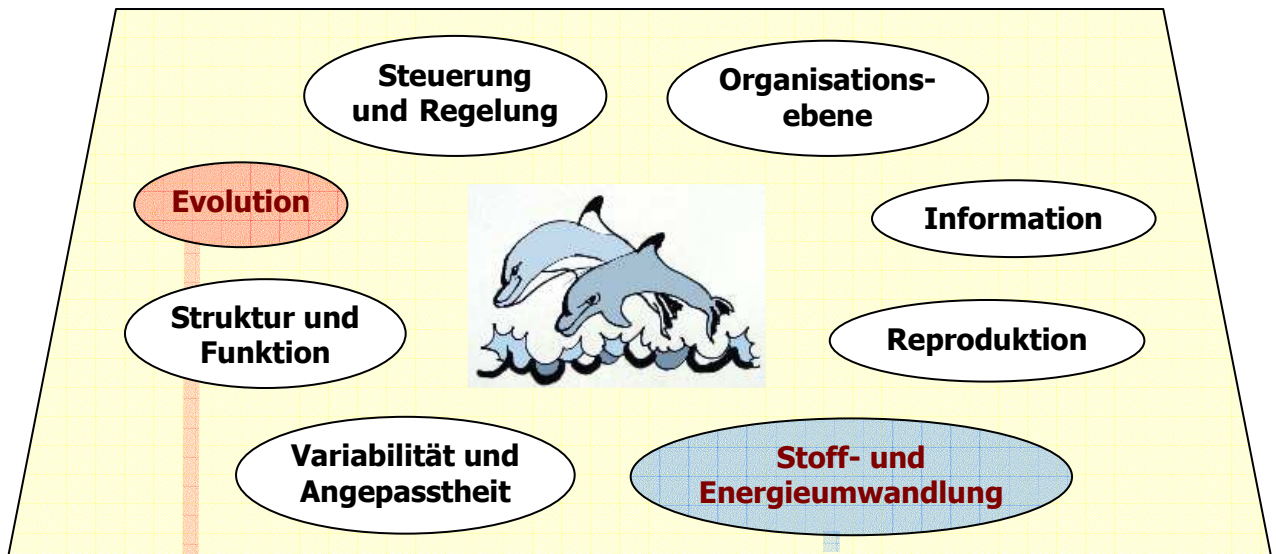 Steuerung
und Regelung
Organisations-
ebene
Evolution
Information
Struktur und
Funktion
Reproduktion
Variabilität und
Angepasstheit
Stoff- und
Energieumwandlung